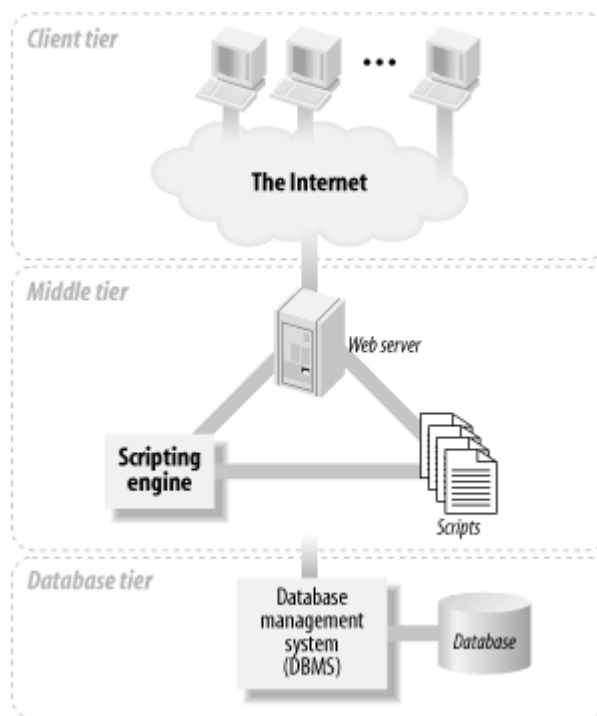 Client tier
...
The Internet
Middle tier
Web server
Scripting
engine
Scripts
Database tier
Database
management
system
(DBMS)
Database